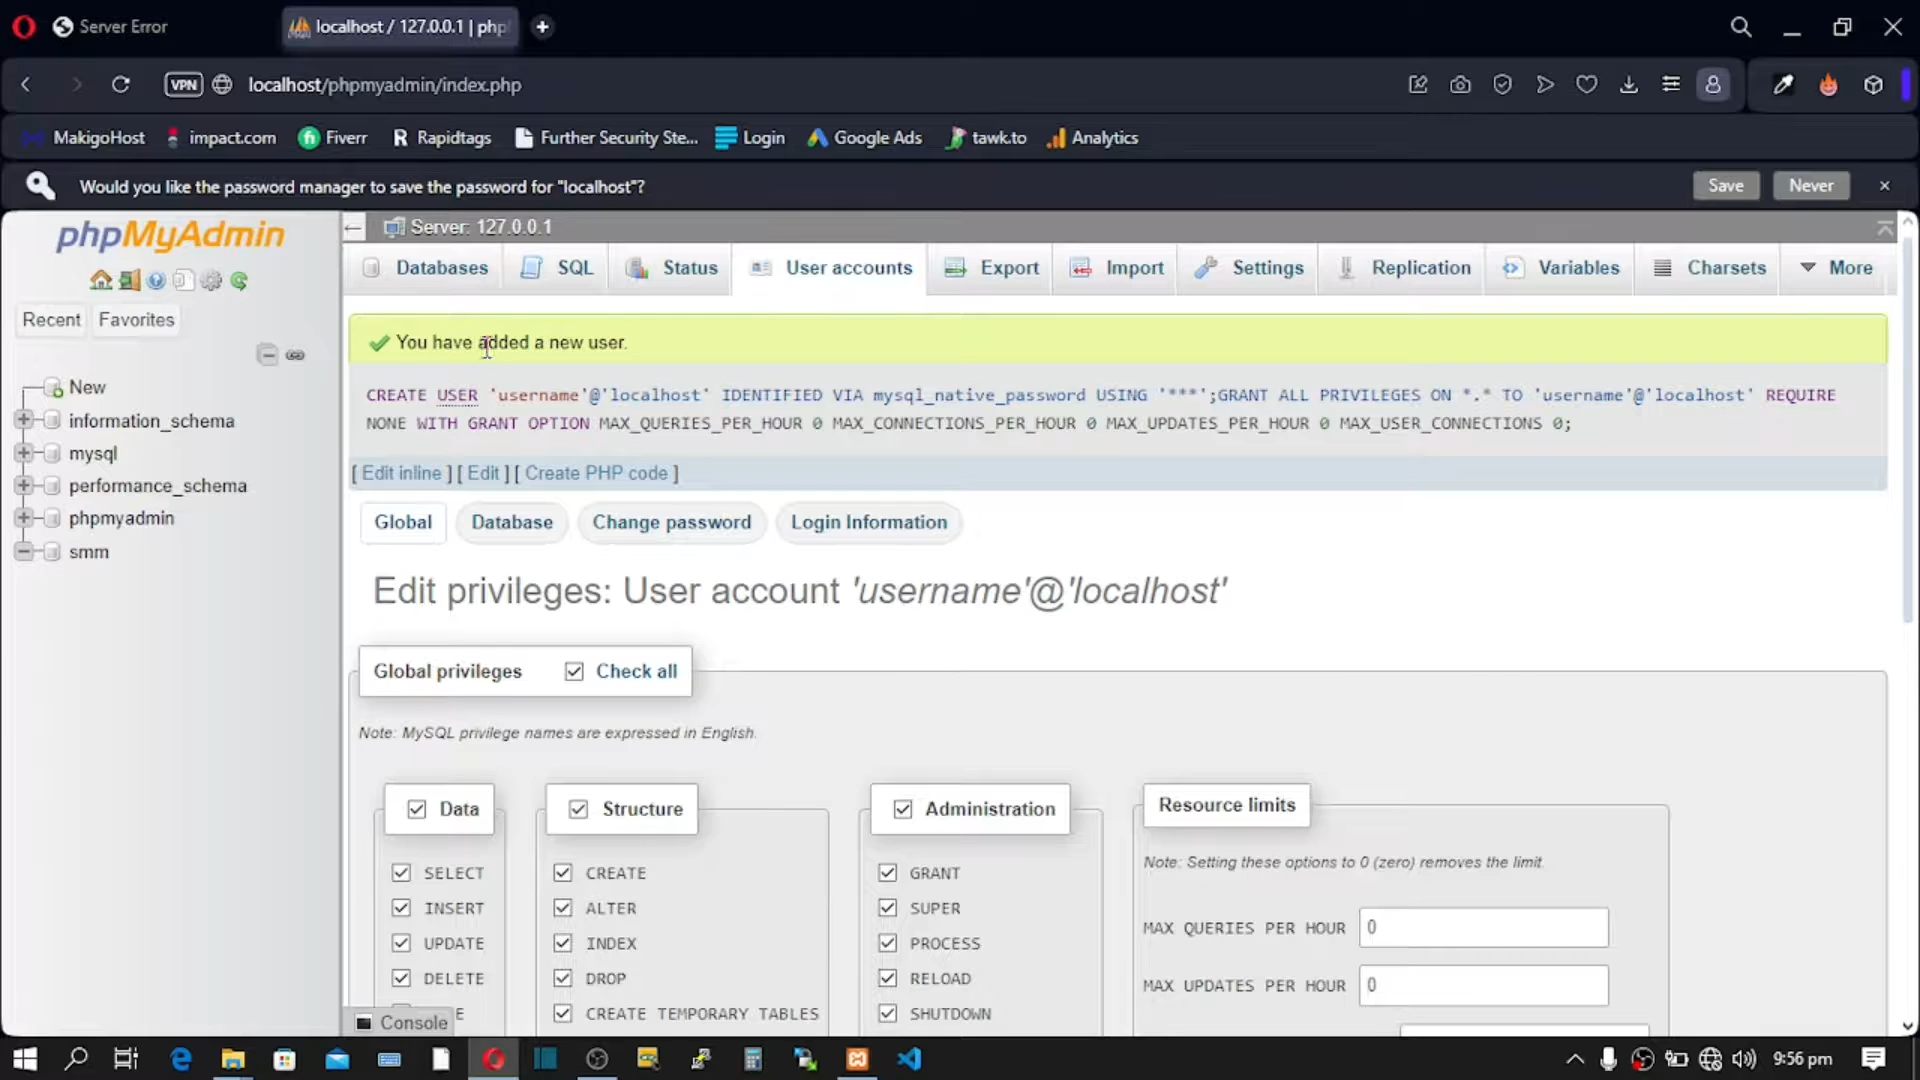 Server Error
localhost / 127.0.0.1 | php
VPN
localhost/phpmyadmin/index.php
MakigoHost
impact.com
Fiverr
Rapidtags
Further Security Ste...
Login
Google Ads
tawk.to
Analytics
Would you like the password manager to save the password for "localhost"?
Save
Never
phpMyAdmin
Recent
Favorites
New
information_schema
mysql
performance_schema
phpmyadmin
smm
Server: 127.0.0.1
Databases
SQL
Status
User accounts
Export
Import
Settings
Replication
Variables
Charsets
More
You have added a new user.
CREATE USER 'username'@'localhost' IDENTIFIED VIA mysql_native_password USING '***';GRANT ALL PRIVILEGES ON *.* TO 'username'@'localhost' REQUIRE
NONE WITH GRANT OPTION MAX_QUERIES_PER_HOUR 0 MAX_CONNECTIONS_PER_HOUR 0 MAX_UPDATES_PER_HOUR 0 MAX_USER_CONNECTIONS 0;
[ Edit inline ] [ Edit ] [ Create PHP code ]
Global
Database
Change password
Login Information
Edit privileges: User account 'username'@'localhost'
Global privileges
Check all
Note: MySQL privilege names are expressed in English.
Data
SELECT
INSERT
UPDATE
DELETE
Structure
CREATE
ALTER
INDEX
DROP
CREATE TEMPORARY TABLES
Administration
GRANT
SUPER
PROCESS
RELOAD
SHUTDOWN
Resource limits
Note: Setting these options to 0 (zero) removes the limit.
MAX QUERIES PER HOUR 0
MAX UPDATES PER HOUR 0
Console
9:56 pm